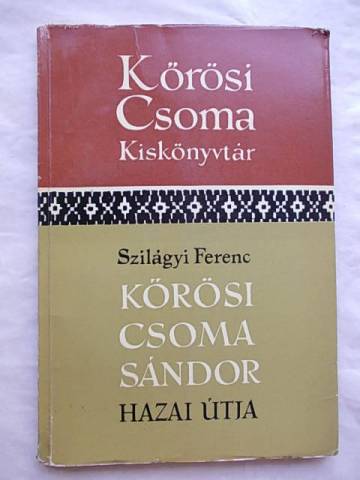 Kőrösi
Csoma
Kiskönyvtár
Szilágyi Ferenc
KŐRÖSI
CSOMA
SÁNDOR
HAZAI ÚTJA